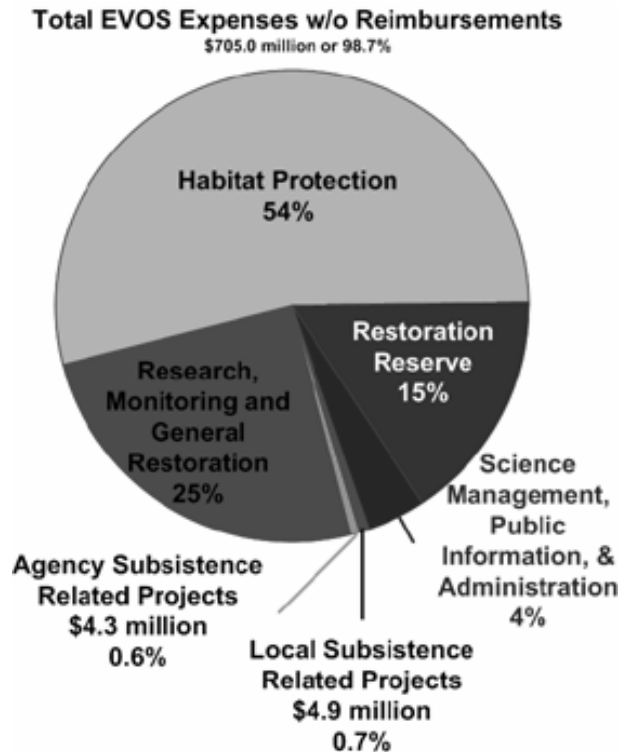 Total EVOS Expenses w/o Reimbursements
$705.0 million or 98.7%
Habitat Protection
54%
Restoration
Reserve
15%
Research,
Monitoring and
General
Restoration
25%
Science
Management,
Public
Information, &
Administration
4%
Agency Subsistence
Related Projects
$4.3 million
0.6%
Local Subsistence
Related Projects
$4.9 million
0.7%